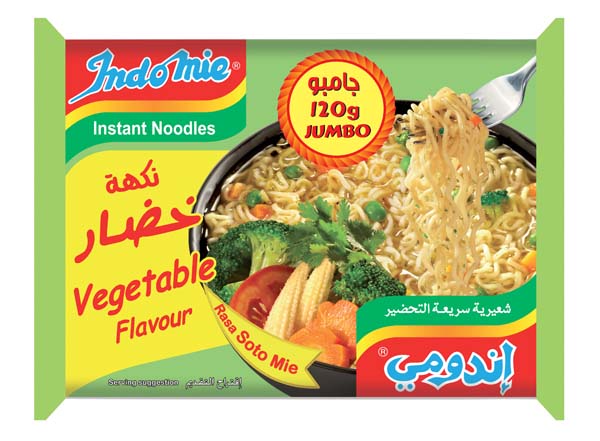 Indomie®
Instant Noodles
جامبو
120g
JUMBO
نكهة
خضار
Vegetable
Flavour
Rasa Soto Mie
شعيرية سريعة التحضير
إندومي®
Serving suggestion إقتراح التقديم